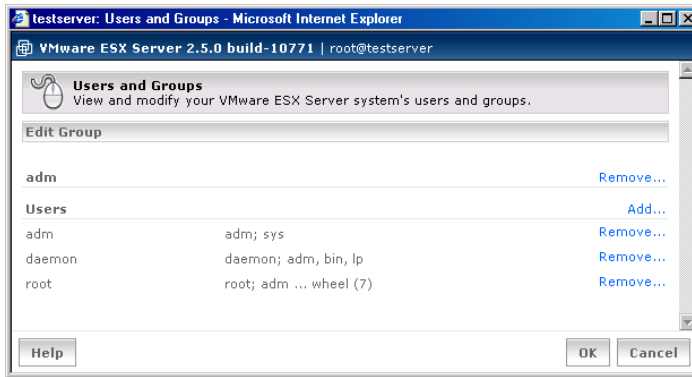 testserver: Users and Groups - Microsoft Internet Explorer
VMware ESX Server 2.5.0 build-10771 | root@testserver
Users and Groups
View and modify your VMware ESX Server system's users and groups.
Edit Group
adm Remove...
Users Add...
adm adm; sys Remove...
daemon daemon; adm, bin, lp Remove...
root root; adm ... wheel (7) Remove...
Help OK Cancel